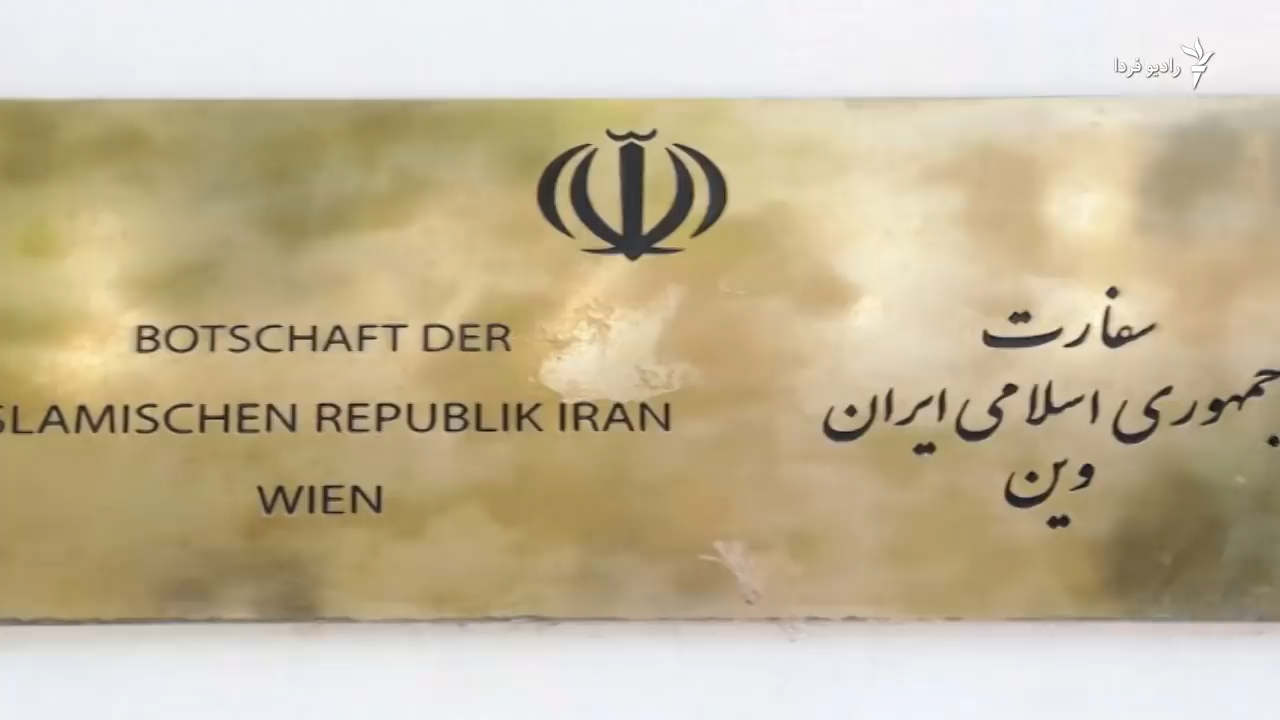 رادیو فردا
BOTSCHAFT DER
SLAMISCHEN REPUBLIK IRAN
WIEN
سفارت
جمهوری اسلامی ایران
وین